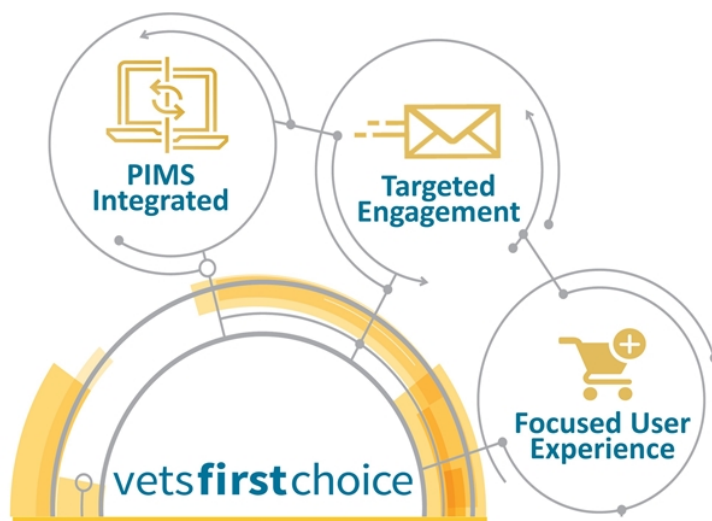 PIMS
Integrated
Targeted
Engagement
Focused User
Experience
vetsfirstchoice